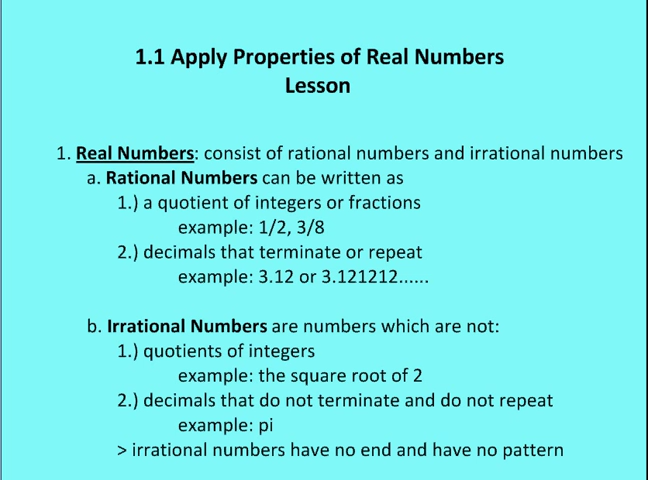 1.1 Apply Properties of Real Numbers
Lesson
1. Real Numbers: consist of rational numbers and irrational numbers
a. Rational Numbers can be written as
1.) a quotient of integers or fractions
example: 1/2, 3/8
2.) decimals that terminate or repeat
example: 3.12 or 3.121212......
b. Irrational Numbers are numbers which are not:
1.) quotients of integers
example: the square root of 2
2.) decimals that do not terminate and do not repeat
example: pi
> irrational numbers have no end and have no pattern